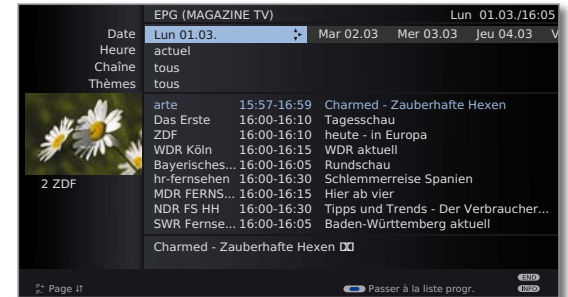 EPG (MAGAZINE TV) Lun 01.03./16:05
Date Lun 01.03. Mar 02.03 Mer 03.03 Jeu 04.03 V
Heure actuel
Chaîne tous
Thèmes tous
arte 15:57-16:59 Charmed - Zauberhafte Hexen
Das Erste 16:00-16:10 Tagesschau
ZDF 16:00-16:10 heute - in Europa
WDR Köln 16:00-16:15 WDR aktuell
Bayerisches... 16:00-16:05 Rundschau
hr-fernsehen 16:00-16:30 Schlemmerreise Spanien
MDR FERNS... 16:00-16:15 Hier ab vier
NDR FS HH 16:00-16:30 Tipps und Trends - Der Verbraucher...
SWR Fernse... 16:00-16:05 Baden-Württemberg aktuell
2 ZDF
Charmed - Zauberhafte Hexen
END
P+ P- Page Passer à la liste progr. INFO